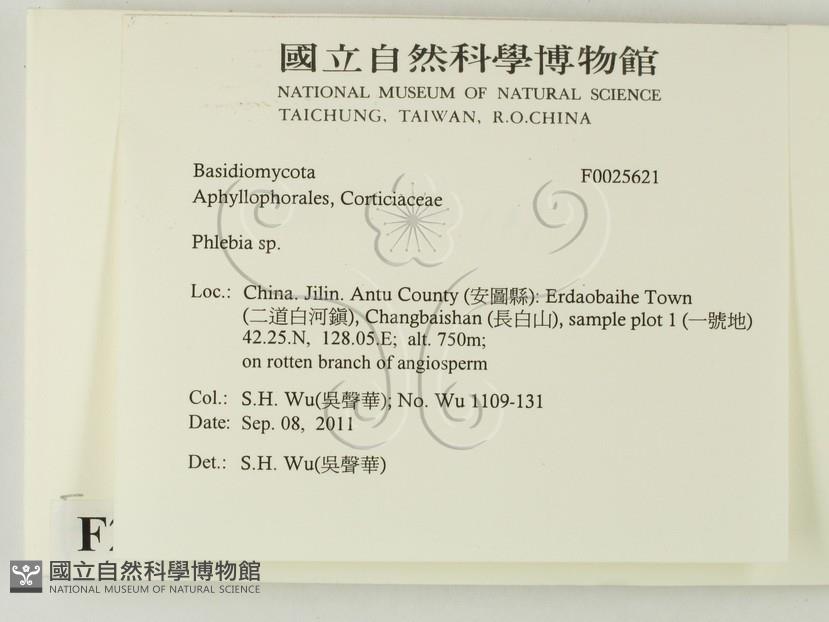 國立自然科學博物館
NATIONAL MUSEUM OF NATURAL SCIENCE
TAICHUNG, TAIWAN, R.O.CHINA
Basidiomycota F0025621
Aphyllophorales, Corticiaceae
Phlebia sp.
Loc.: China. Jilin. Antu County (安圖縣): Erdaobaihe Town
(二道白河鎮), Changbaishan (長白山), sample plot 1 (一號地)
42.25.N, 128.05.E; alt. 750m;
on rotten branch of angiosperm
Col.: S.H. Wu(吳聲華); No. Wu 1109-131
Date: Sep. 08, 2011
Det.: S.H. Wu(吳聲華)
國立自然科學博物館
NATIONAL MUSEUM OF NATURAL SCIENCE